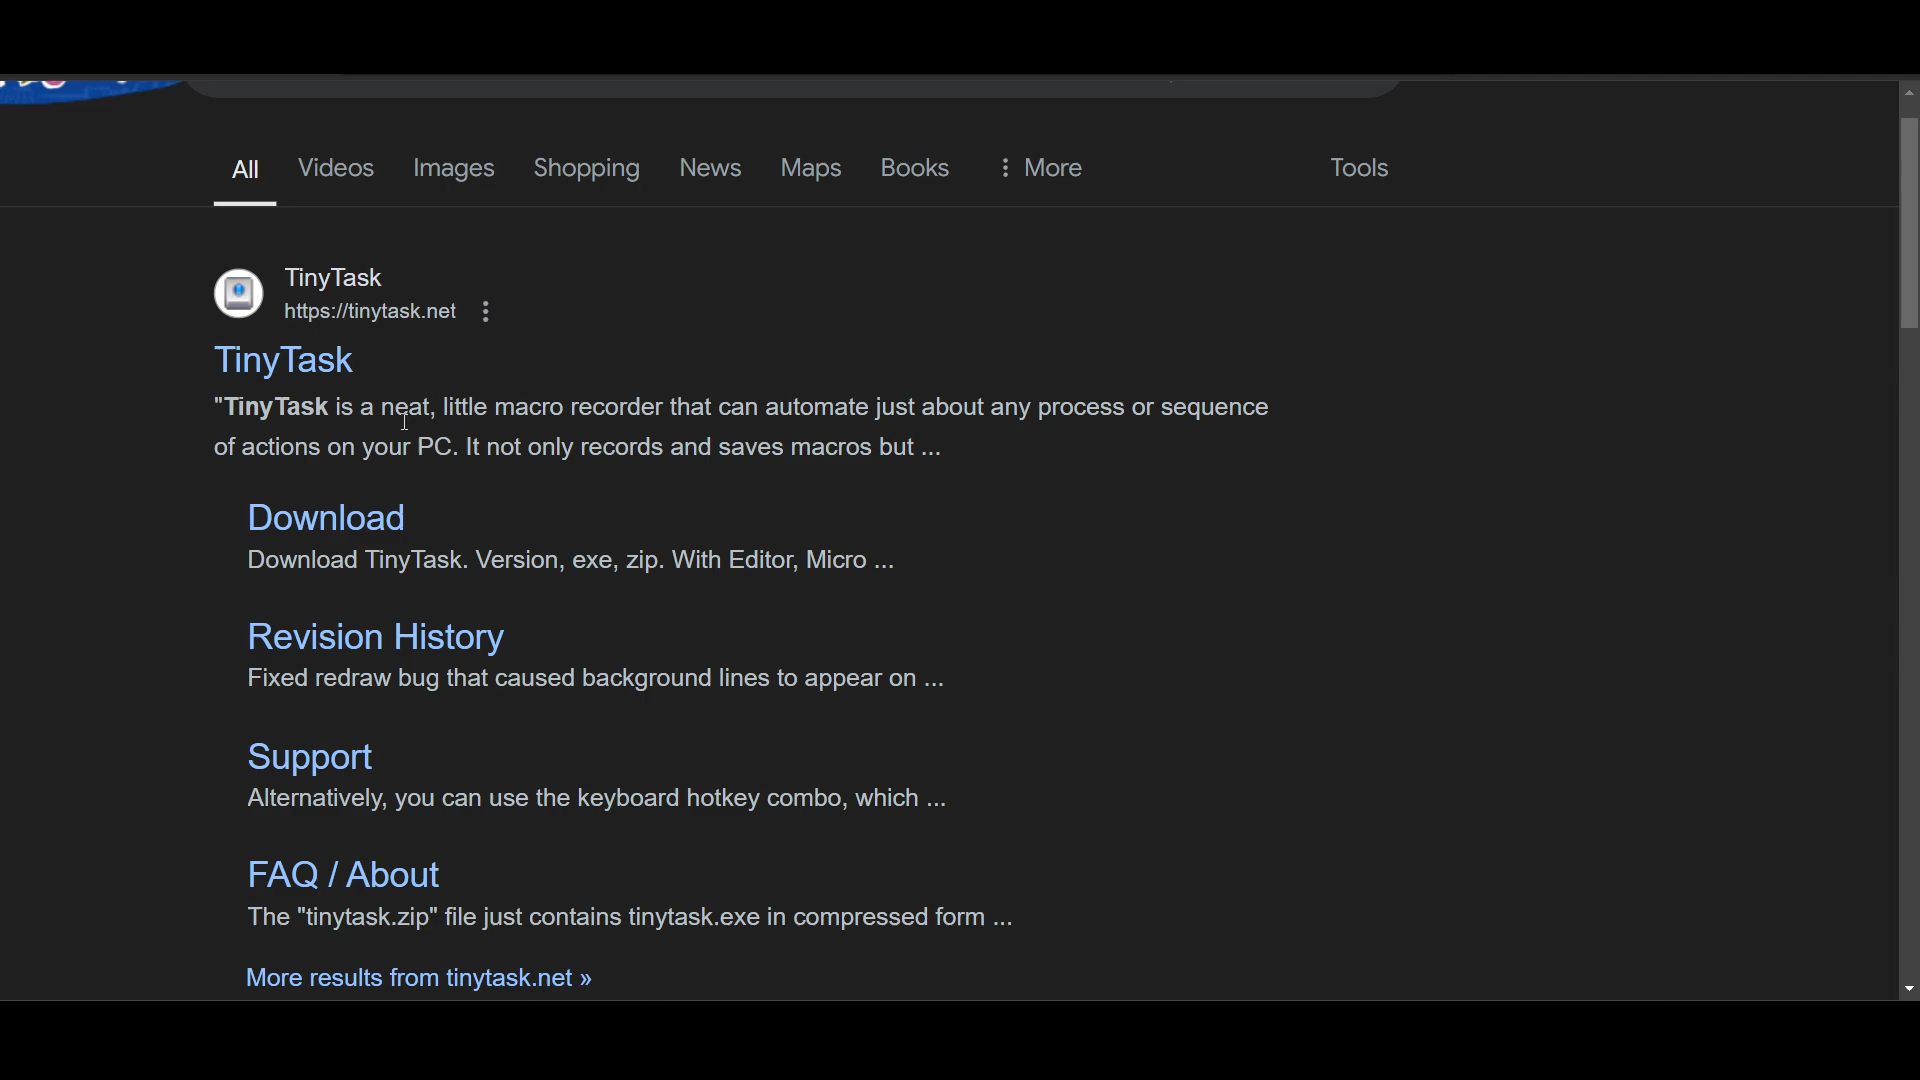 All Videos Images Shopping News Maps Books More Tools
TinyTask
https://tinytask.net
TinyTask
"TinyTask is a neat, little macro recorder that can automate just about any process or sequence
of actions on your PC. It not only records and saves macros but ...
Download
Download TinyTask. Version, exe, zip. With Editor, Micro ...
Revision History
Fixed redraw bug that caused background lines to appear on ...
Support
Alternatively, you can use the keyboard hotkey combo, which ...
FAQ / About
The "tinytask.zip" file just contains tinytask.exe in compressed form ...
More results from tinytask.net »